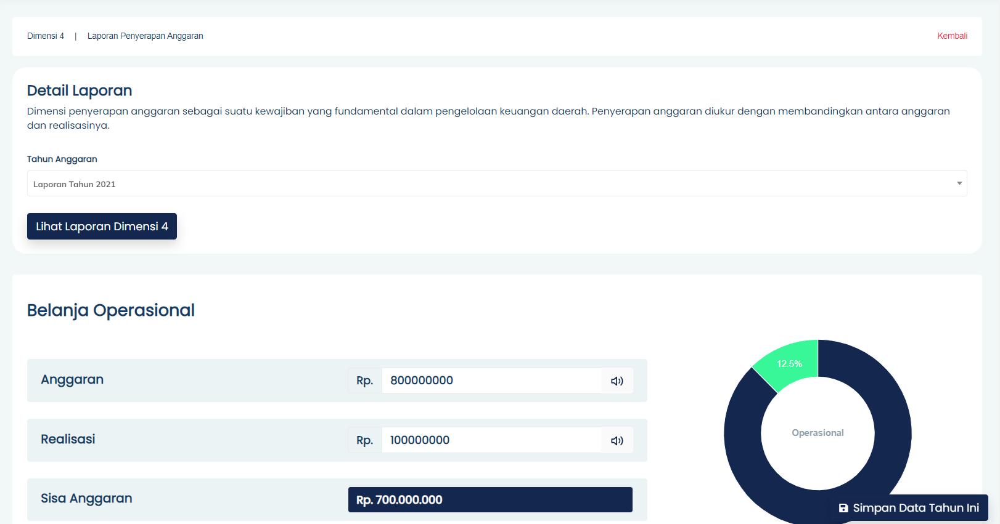 Dimensi 4 | Laporan Penyerapan Anggaran
Kembali
Detail Laporan
Dimensi penyerapan anggaran sebagai suatu kewajiban yang fundamental dalam pengelolaan keuangan daerah. Penyerapan anggaran diukur dengan membandingkan antara anggaran
dan realisasinya.
Tahun Anggaran
Laporan Tahun 2021
Lihat Laporan Dimensi 4
Belanja Operasional
Anggaran
Rp. 800000000
Realisasi
Rp. 100000000
Sisa Anggaran
Rp. 700.000.000
12.5%
Operasional
Simpan Data Tahun Ini